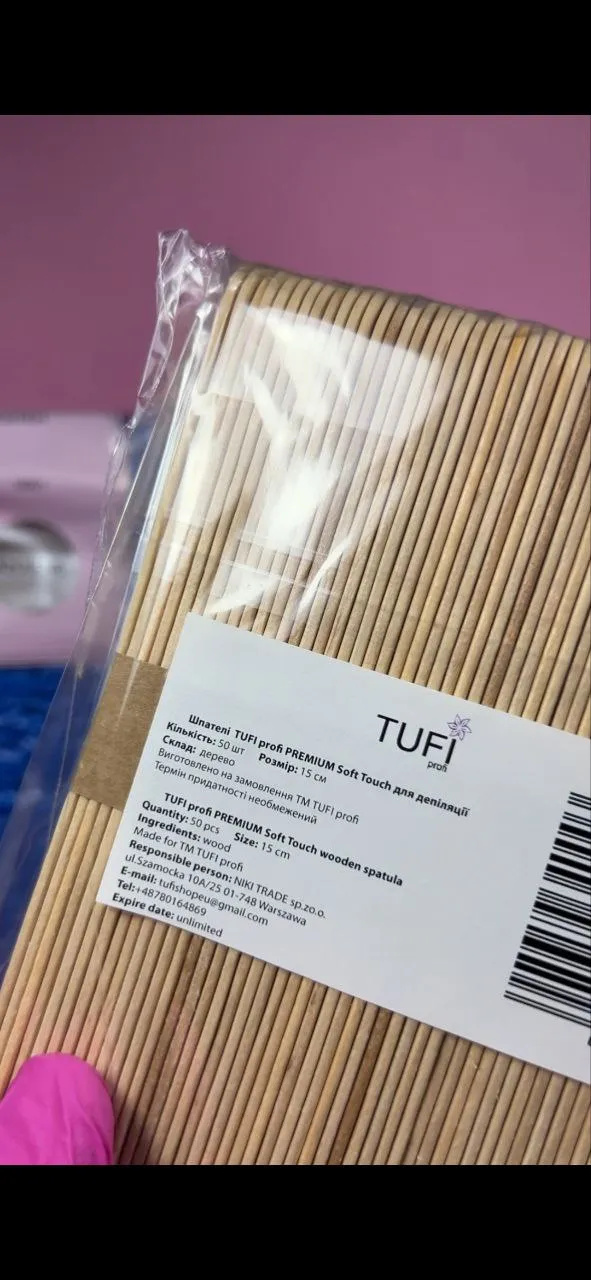 TUFI
profi
Шпателі TUFI profi PREMIUM Soft Touch для депіляції
Кількість: 50 шт Розмір: 15 см
Склад: дерево
Виготовлено на замовлення ТМ TUFI profi
Термін придатності необмежений
TUFI profi PREMIUM Soft Touch wooden spatula
Quantity: 50 pcs Size: 15 cm
Ingredients: wood
Made for TM TUFI profi
Responsible person: NIKI TRADE sp.zo.o.
ul.Szamocka 10A/25 01-748 Warszawa
E-mail: tufishopeu@gmail.com
Tel:+48780164869
Expire date: unlimited